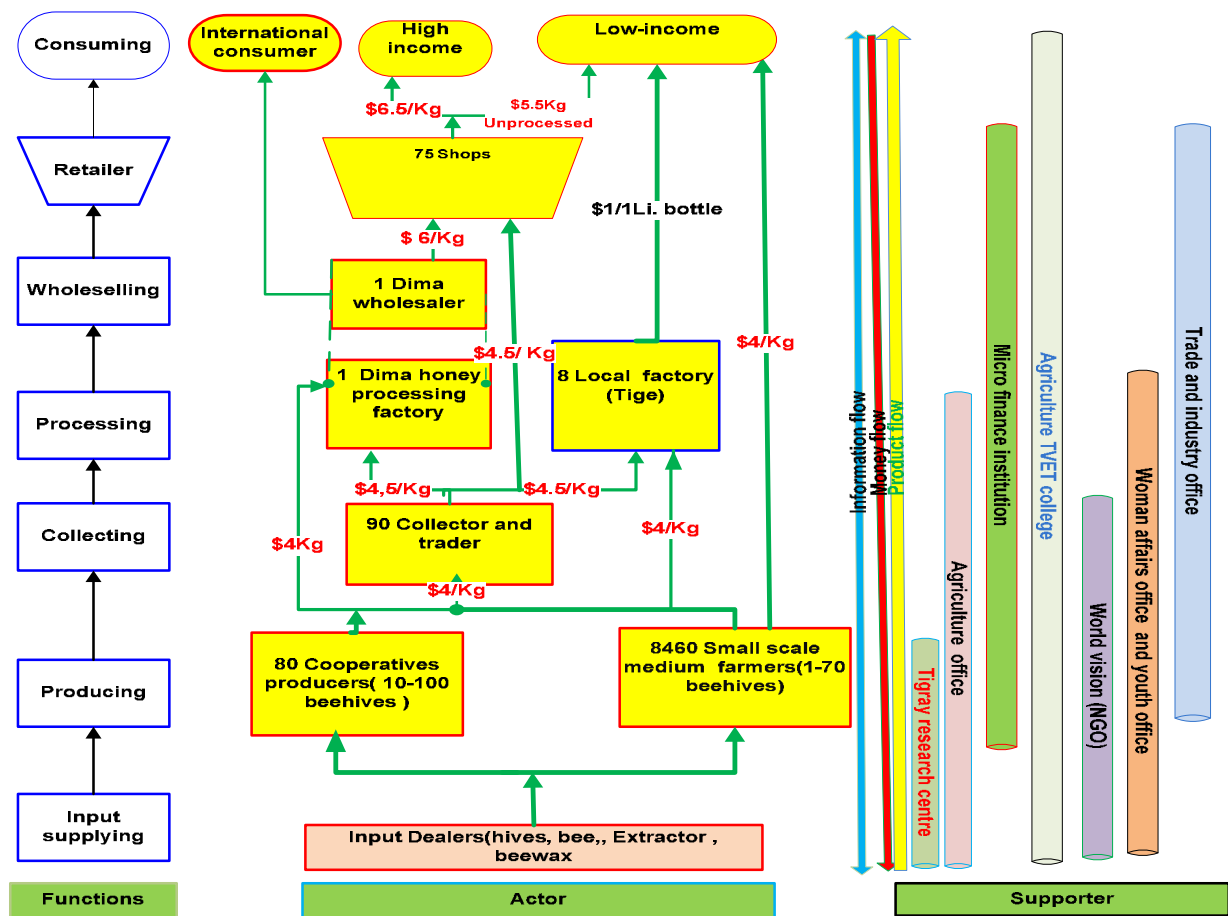 Consuming
Retailer
Wholeselling
Processing
Collecting
Producing
Input
supplying
Functions
International
consumer
High
income
Low-income
$6.5/Kg
$5.5Kg
Unprocessed
75 Shops
$ 6/Kg
$1/1Li. bottle
1 Dima
wholesaler
$4.5/ Kg
$4/Kg
1 Dima honey
processing
factory
8 Local factory
(Tige)
$4,5/Kg
$4.5/Kg
90 Collector and
trader
$4Kg
$4/Kg
$4/Kg
80 Cooperatives
producers( 10-100
beehives )
8460 Small scale
medium farmers(1-70
beehives)
Input Dealers(hives, bee,, Extractor ,
beewax
Actor
Information flow
Money flow
Product flow
Tigray research centre
Agriculture office
Micro finance institution
Agriculture TVET college
World vision (NGO)
Woman affairs office and youth office
Trade and industry office
Supporter